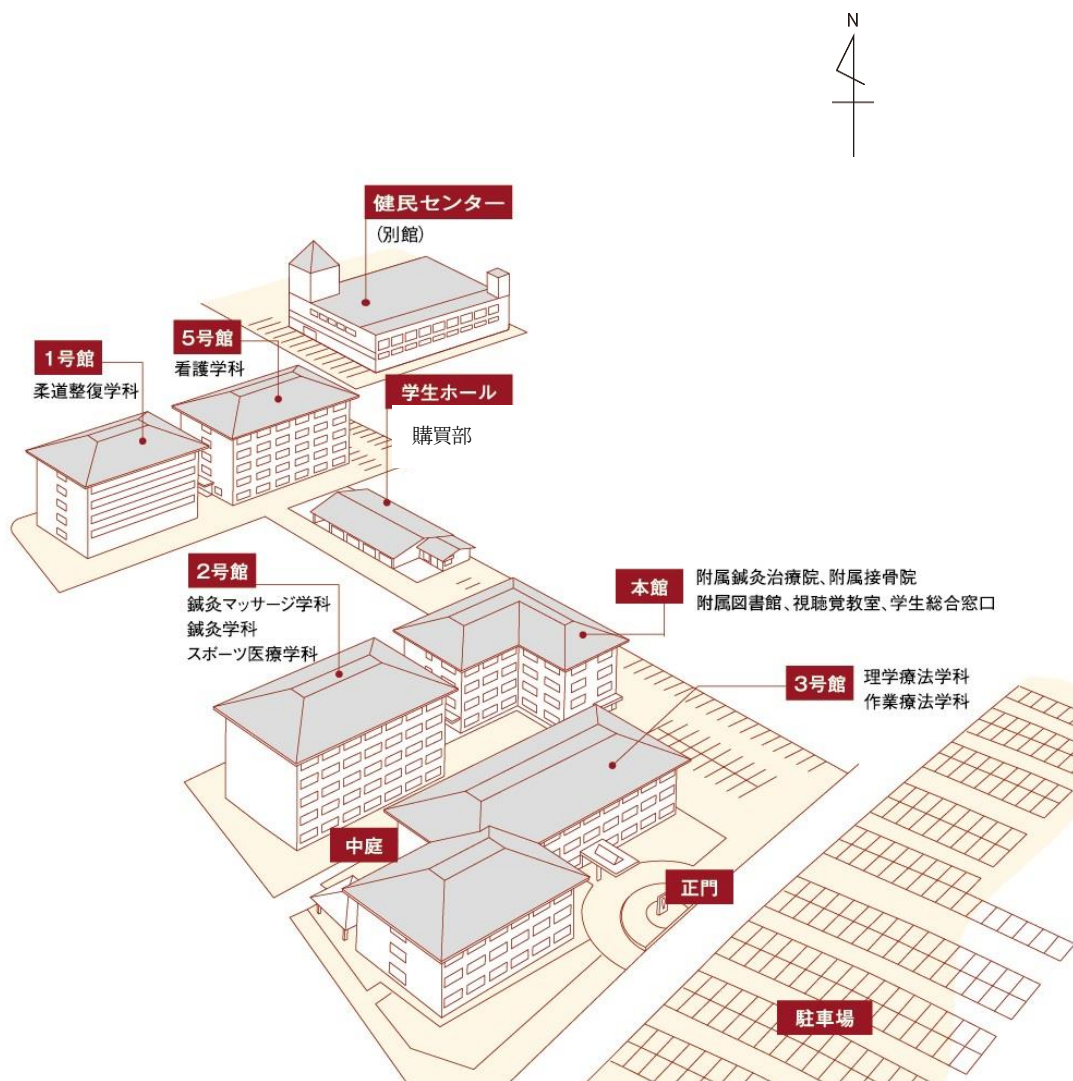 N
健民センター
(別館)
5号館
看護学科
1号館
柔道整復学科
学生ホール
購買部
2号館
鍼灸マッサージ学科
鍼灸学科
スポーツ医療学科
本館
附属鍼灸治療院、附属接骨院
附属図書館、視聴覚教室、学生総合窓口
3号館
理学療法学科
作業療法学科
中庭
正門
駐車場